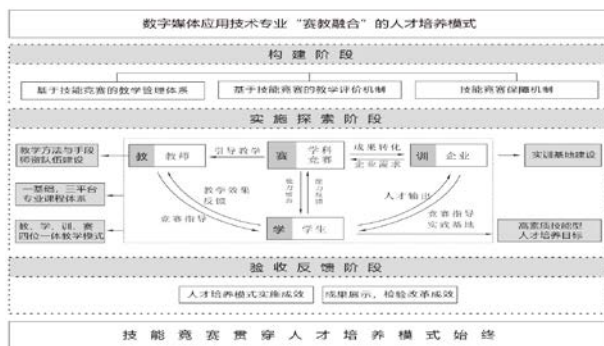 数字媒体应用技术专业“赛教融合”的人才培养模式
构建阶段
基于技能竞赛的教学管理体系
基于技能竞赛的教学评价机制
技能竞赛保障机制
实施探索阶段
教学方法与手段
师资队伍建设
一基础，三平台
专业课程体系
教、学、训、赛
四位一体教学模式
教 教师
引导教学
赛 学科
竞赛
成果转化
企业需求
训 企业
教学效果
反馈
竞赛指导
学 学生
人才输出
竞赛指导
实践基地
实训基地建设
高素质技能型
人才培养目标
验收反馈阶段
人才培养模式实施成效
成果展示，检验改革成效
技能竞赛贯穿人才培养模式始终